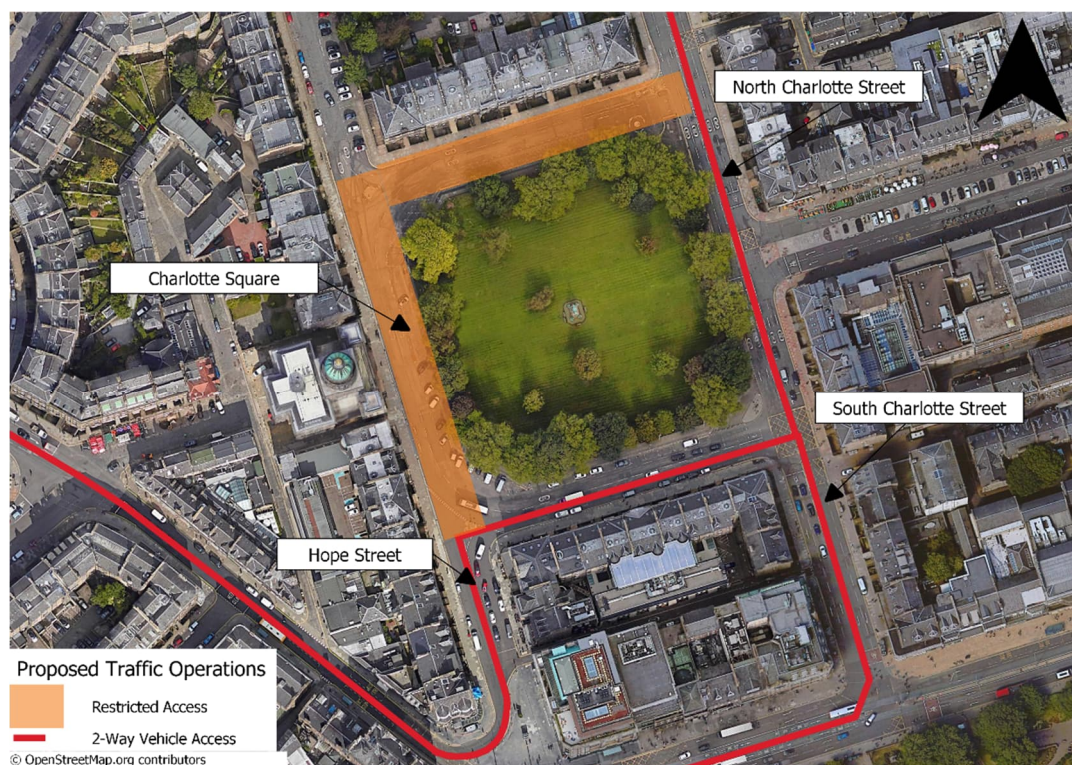 North Charlotte Street
Charlotte Square
South Charlotte Street
Hope Street
Proposed Traffic Operations
Restricted Access
2-Way Vehicle Access
© OpenStreetMap.org contributors